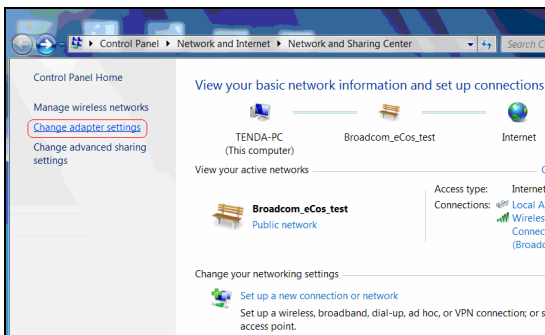 Control Panel ▸ Network and Internet ▸ Network and Sharing Center
Search C
Control Panel Home
Manage wireless networks
Change adapter settings
Change advanced sharing
settings
View your basic network information and set up connections
TENDA-PC
(This computer)
Broadcom_eCos_test
Internet
View your active networks
Broadcom_eCos_test
Public network
Access type: Internet
Connections: Local A
Wireles
Connec
(Broadc
Change your networking settings
Set up a new connection or network
Set up a wireless, broadband, dial-up, ad hoc, or VPN connection; or s
access point.